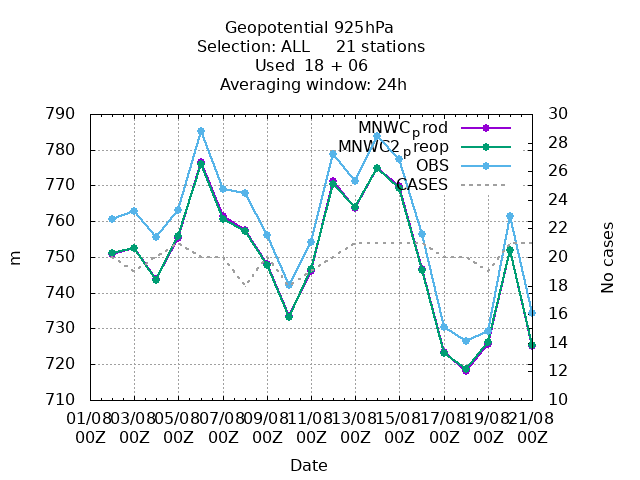 Geopotential 925hPa
Selection: ALL     21 stations
Used  18 + 06
Averaging window: 24h
790
780
770
760
750
740
730
720
710
m
30
28
26
24
22
20
18
16
14
12
10
No cases
MNWC_prod
MNWC2_preop
OBS
CASES
01/08 03/08 05/08 07/08 09/08 11/08 13/08 15/08 17/08 19/08 21/08
00Z 00Z 00Z 00Z 00Z 00Z 00Z 00Z 00Z 00Z 00Z
Date